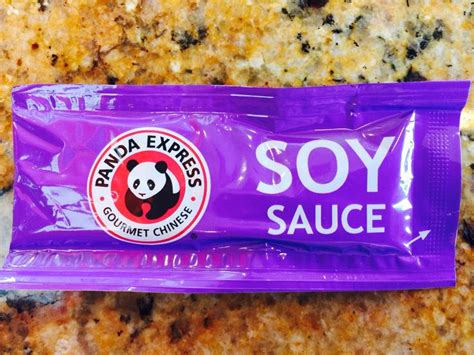 PANDA EXPRESS
GOURMET CHINESE
SOY
SAUCE